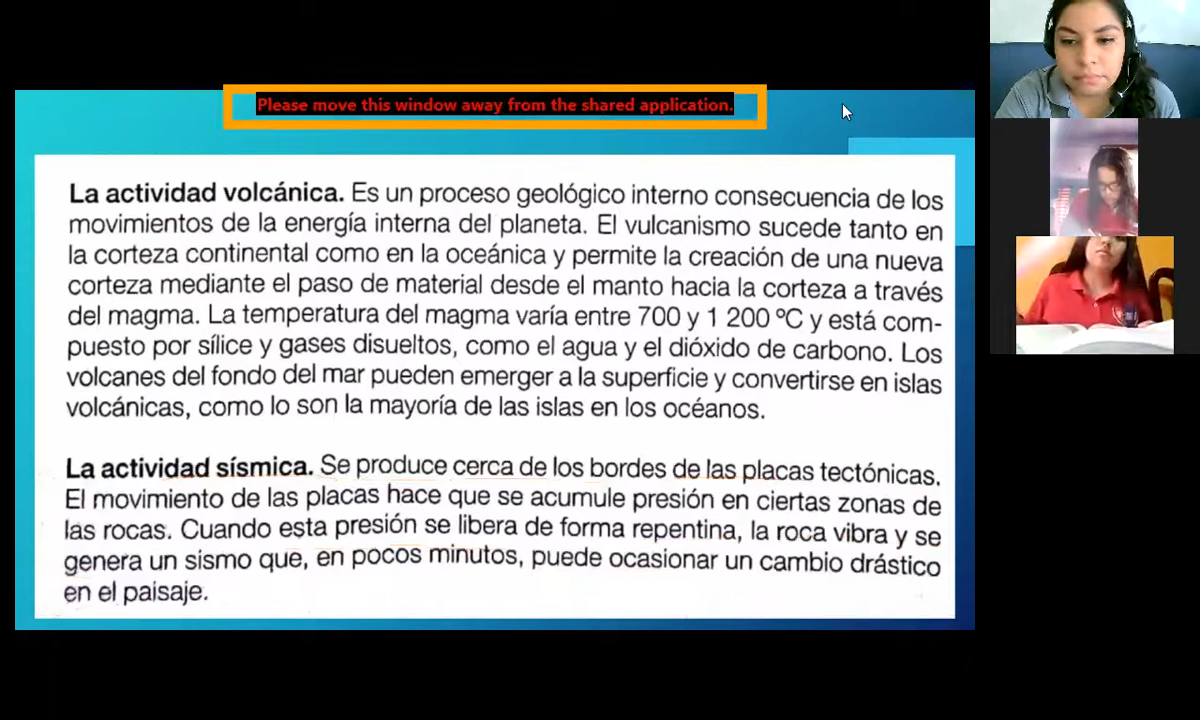 Please move this window away from the shared application.
La actividad volcánica. Es un proceso geológico interno consecuencia de los
movimientos de la energía interna del planeta. El vulcanismo sucede tanto en
la corteza continental como en la oceánica y permite la creación de una nueva
corteza mediante el paso de material desde el manto hacia la corteza a través
del magma. La temperatura del magma varía entre 700 y 1 200 ºC y está com-
puesto por sílice y gases disueltos, como el agua y el dióxido de carbono. Los
volcanes del fondo del mar pueden emerger a la superficie y convertirse en islas
volcánicas, como lo son la mayoría de las islas en los océanos.
La actividad sísmica. Se produce cerca de los bordes de las placas tectónicas.
El movimiento de las placas hace que se acumule presión en ciertas zonas de
las rocas. Cuando esta presión se libera de forma repentina, la roca vibra y se
genera un sismo que, en pocos minutos, puede ocasionar un cambio drástico
en el paisaje.